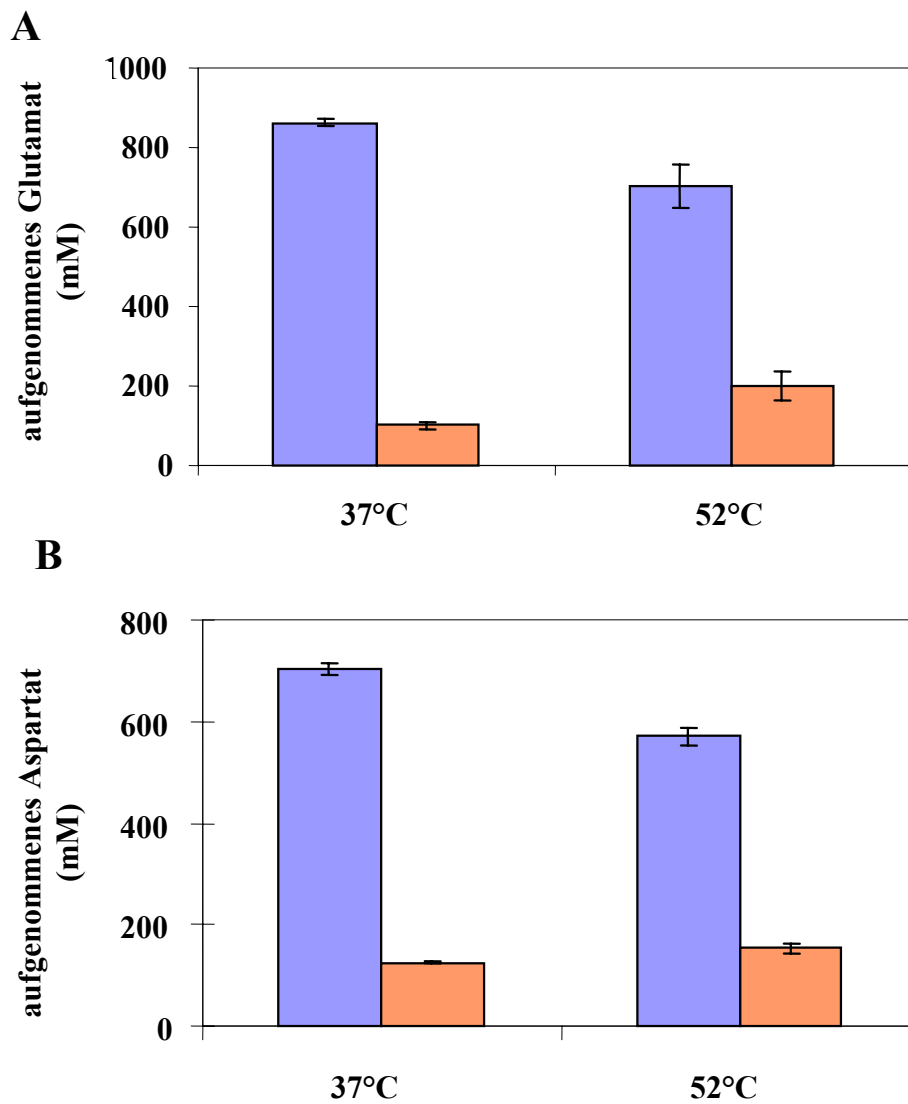 A
1000
800
600
400
200
0
aufgenommenes Glutamat
(mM)
37°C
52°C
B
800
600
400
200
0
aufgenommenes Aspartat
(mM)
37°C
52°C